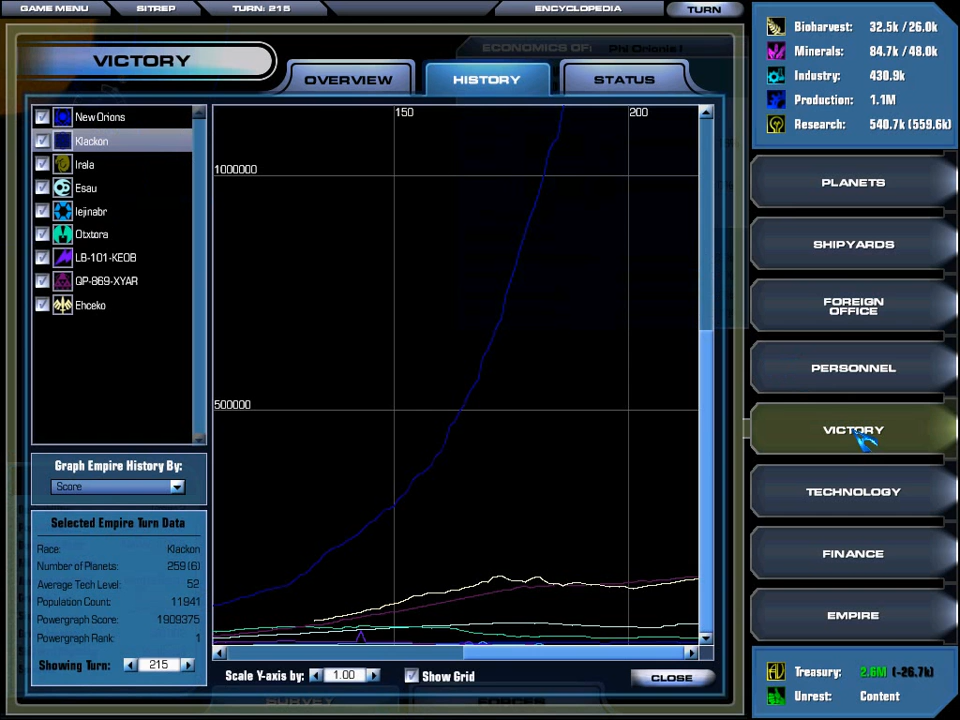 GAME MENU
SITREP
TURN: 215
ENCYCLOPEDIA
TURN
ECONOMICS OF: Phi Orionis I
VICTORY
OVERVIEW
HISTORY
STATUS
New Orions
Klackon
Irala
Esau
Iejinabr
Otxtora
LB-101-KEOB
QP-869-XYAR
Ehceko
150
200
1000000
500000
Graph Empire History By:
Score
Selected Empire Turn Data
Race: Klackon
Number of Planets: 259(6)
Average Tech Level: 52
Population Count: 11941
Powergraph Score: 1909375
Powergraph Rank: 1
Showing Turn: 215
Scale Y-axis by: 1.00
Show Grid
CLOSE
SURVEY
Bioharvest: 32.5k /26.0k
Minerals: 84.7k /48.0k
Industry: 430.9k
Production: 1.1M
Research: 540.7k (559.6k)
PLANETS
SHIPYARDS
FOREIGN
OFFICE
PERSONNEL
VICTORY
TECHNOLOGY
FINANCE
EMPIRE
Treasury: 2.6M (-26.7k)
Unrest: Content